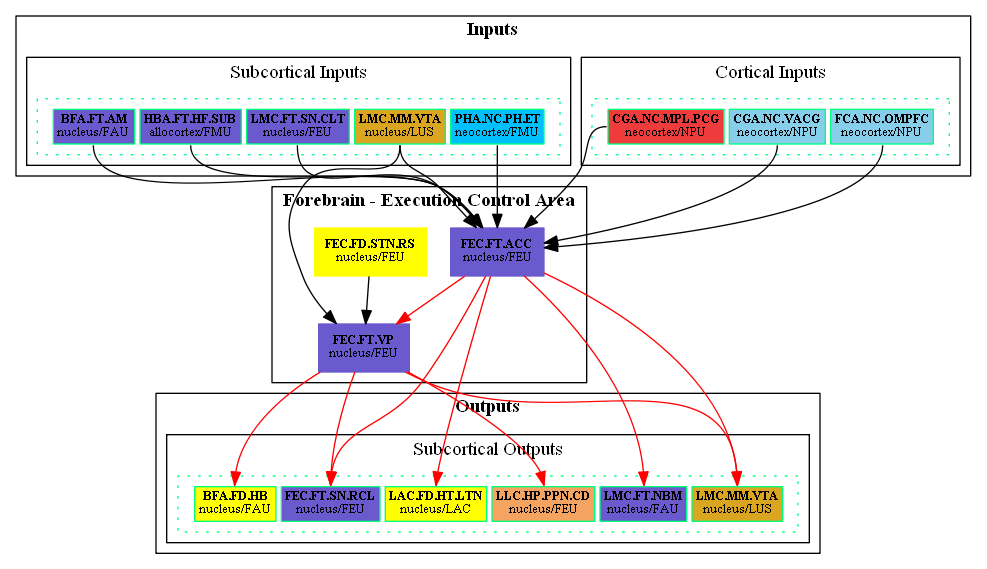 Inputs
Subcortical Inputs
Cortical Inputs
BFA.FT.AM
nucleus/FAU
HBA.FT.HF.SUB
allocortex/FMU
LMC.FT.SN.CLT
nucleus/FEU
LMC.MM.VTA
nucleus/LUS
PHA.NC.PH.ET
neocortex/FMU
CGA.NC.MPL.PCG
neocortex/NPU
CGA.NC.VACG
neocortex/NPU
FCA.NC.OMPFC
neocortex/NPU
Forebrain - Execution Control Area
FEC.FD.STN.RS
nucleus/FEU
FEC.FT.ACC
nucleus/FEU
FEC.FT.VP
nucleus/FEU
Outputs
Subcortical Outputs
BFA.FD.HB
nucleus/FAU
FEC.FT.SN.RCL
nucleus/FEU
LAC.FD.HT.LTN
nucleus/LAC
LLC.HP.PPN.CD
nucleus/FEU
LMC.FT.NBM
nucleus/FAU
LMC.MM.VTA
nucleus/LUS